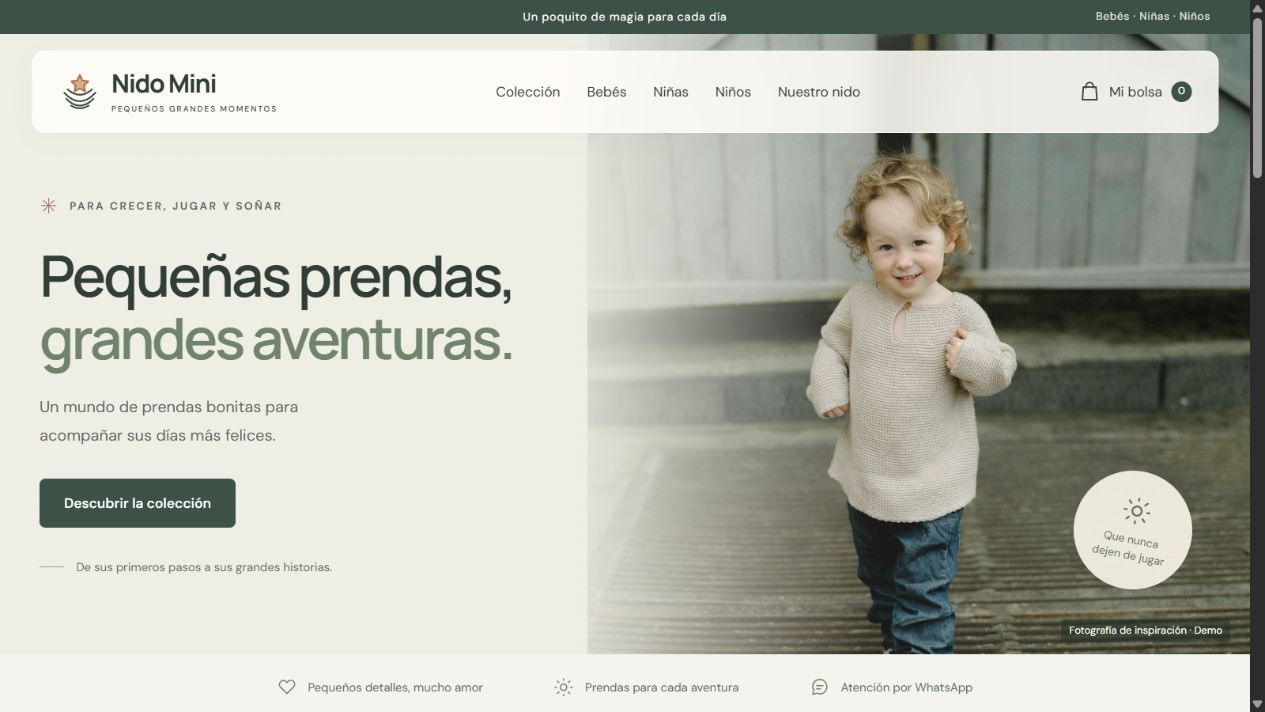 Un poquito de magia para cada día
Bebés · Niñas · Niños
Nido Mini
PEQUEÑOS GRANDES MOMENTOS
Colección
Bebés
Niñas
Niños
Nuestro nido
Mi bolsa
0
PARA CRECER, JUGAR Y SOÑAR
Pequeñas prendas,
grandes aventuras.
Un mundo de prendas bonitas para
acompañar sus días más felices.
Descubrir la colección
De sus primeros pasos a sus grandes historias.
Que nunca
dejen de jugar
Fotografía de inspiración · Demo
Pequeños detalles, mucho amor
Prendas para cada aventura
Atención por WhatsApp